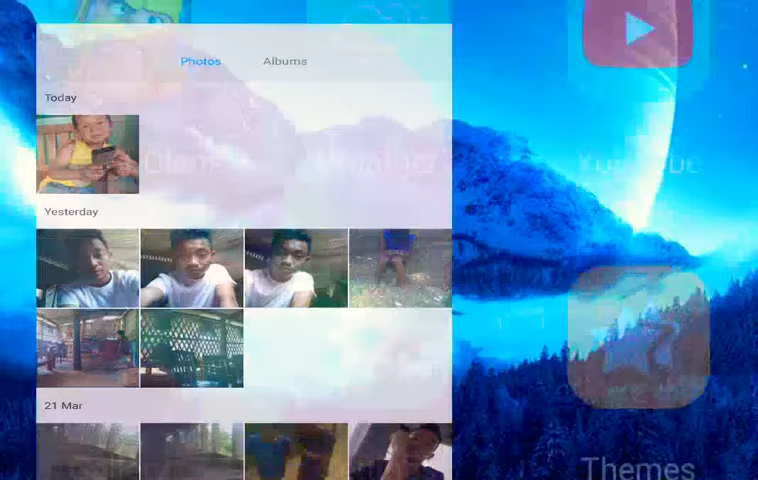 Photos Albums
Today
YouTube
Yesterday
21 Mar
Themes